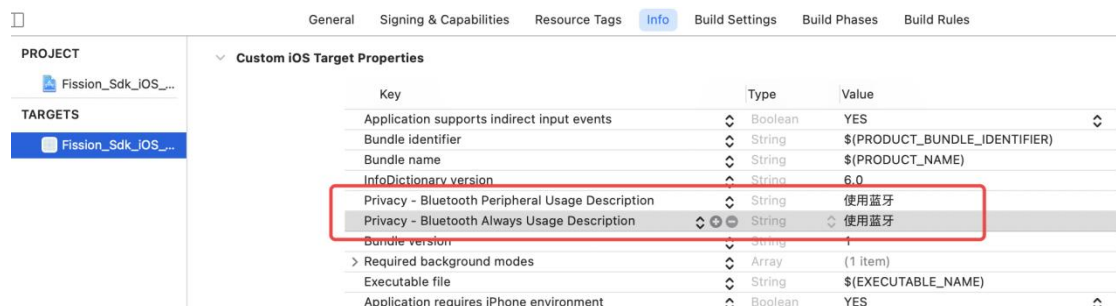 General Signing & Capabilities Resource Tags Info Build Settings Build Phases Build Rules
PROJECT
Fission_Sdk_iOS_...
TARGETS
Fission_Sdk_iOS_...
Custom iOS Target Properties
Key Type Value
Application supports indirect input events Boolean YES
Bundle identifier String $(PRODUCT_BUNDLE_IDENTIFIER)
Bundle name String $(PRODUCT_NAME)
InfoDictionary version String 6.0
Privacy - Bluetooth Peripheral Usage Description String 使用蓝牙
Privacy - Bluetooth Always Usage Description String 使用蓝牙
Bundle version String 1
Required background modes Array (1 item)
Executable file String $(EXECUTABLE_NAME)
Application requires iPhone environment Boolean YES